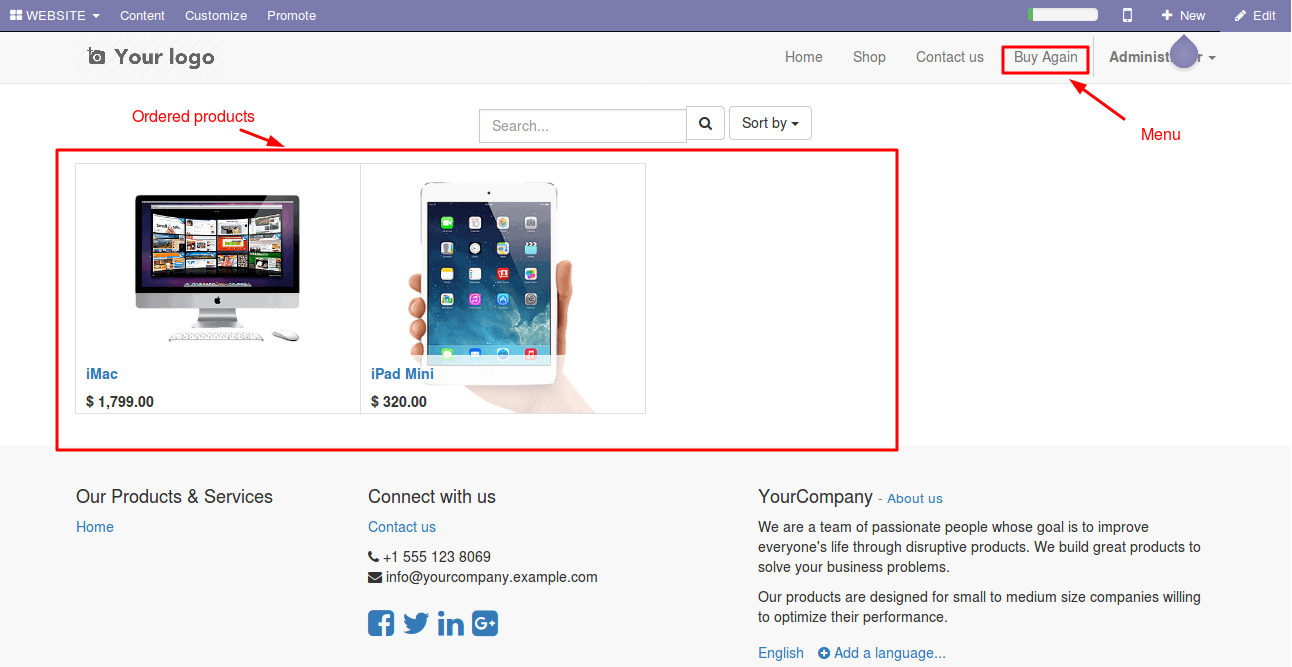 WEBSITE Content Customize Promote New Edit
Your logo Home Shop Contact us Buy Again
Ordered products
Search... Sort by
Menu
iMac iPad Mini
$ 1,799.00 $ 320.00
Our Products & Services Connect with us YourCompany - About us
Home Contact us
We are a team of passionate people whose goal is to improve
everyone's life through disruptive products. We build great products to
solve your business problems.
+1 555 123 8069
info@yourcompany.example.com
Our products are designed for small to medium size companies willing
to optimize their performance.
English Add a language...